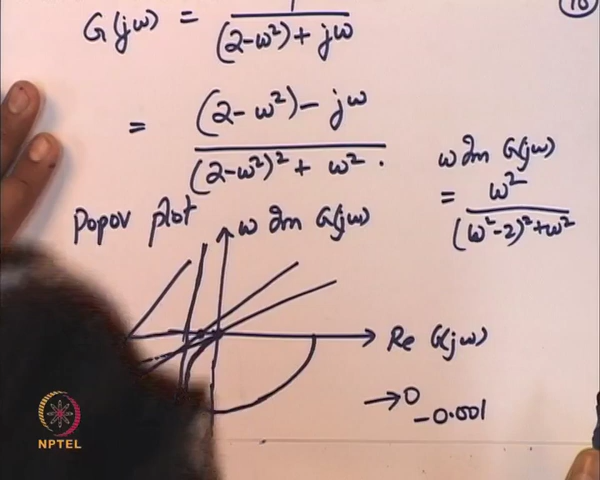 G(jω) = 1 / ((2-ω²) + jω)
= ((2-ω²) - jω) / ((2-ω²)² + ω².
ω Im G(jω)
= ω² / ((ω²-2)² + ω²
Popov plot
ω Im G(jω)
Re G(jω)
→ 0
-0.001
10
NPTEL